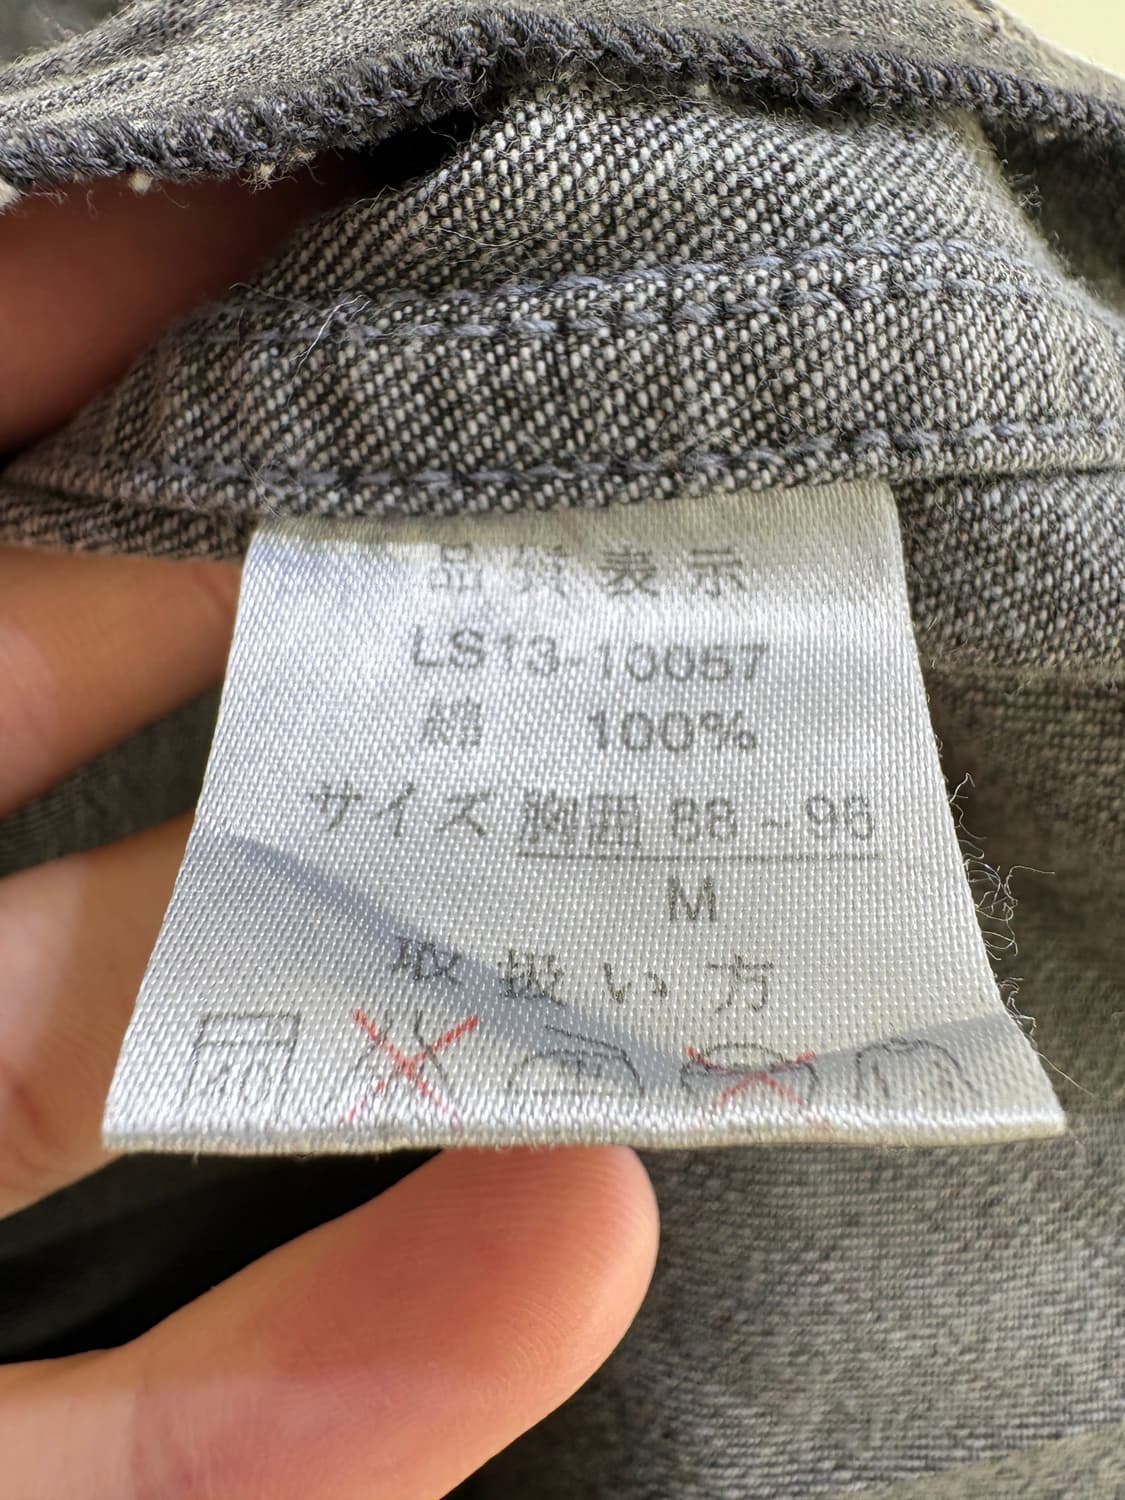 品質表示
LS13-10057
綿 100%
サイズ 胸囲 88 ~ 96
M
取扱い方